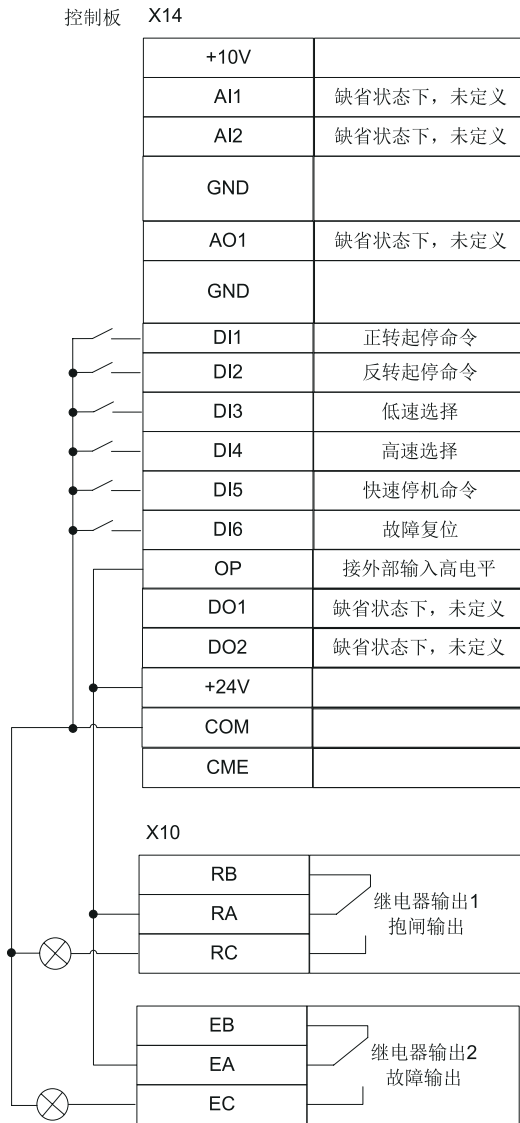 控制板 X14
+10V
AI1 缺省状态下，未定义
AI2 缺省状态下，未定义
GND
AO1 缺省状态下，未定义
GND
DI1 正转起停命令
DI2 反转起停命令
DI3 低速选择
DI4 高速选择
DI5 快速停机命令
DI6 故障复位
OP 接外部输入高电平
DO1 缺省状态下，未定义
DO2 缺省状态下，未定义
+24V
COM
CME
X10
RB
RA 继电器输出1
抱闸输出
RC
EB
EA 继电器输出2
故障输出
EC